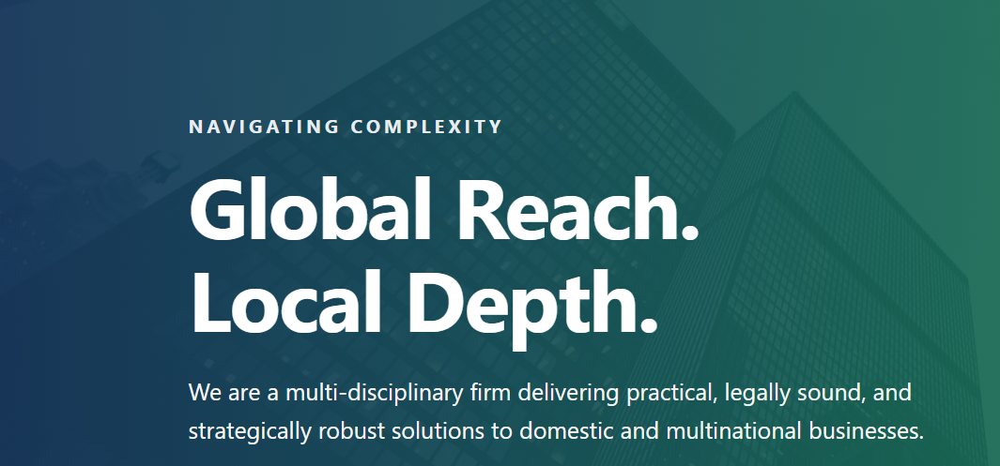 NAVIGATING COMPLEXITY
Global Reach.
Local Depth.
We are a multi-disciplinary firm delivering practical, legally sound, and
strategically robust solutions to domestic and multinational businesses.